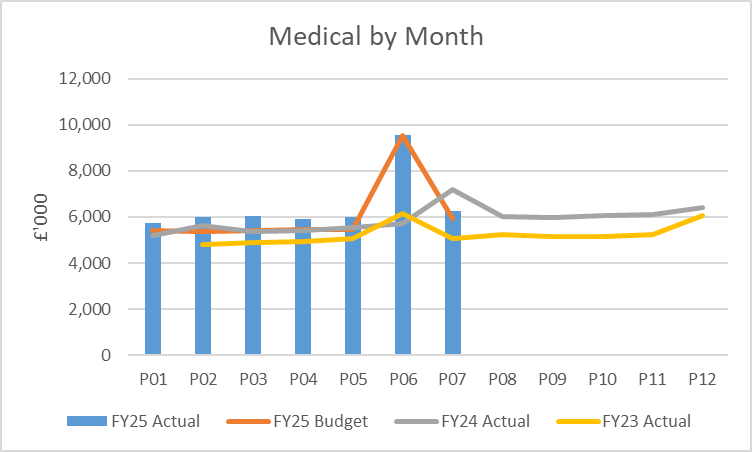 Medical by Month
12,000
10,000
8,000
6,000
4,000
2,000
0
£'000
P01 P02 P03 P04 P05 P06 P07 P08 P09 P10 P11 P12
FY25 Actual FY25 Budget FY24 Actual FY23 Actual